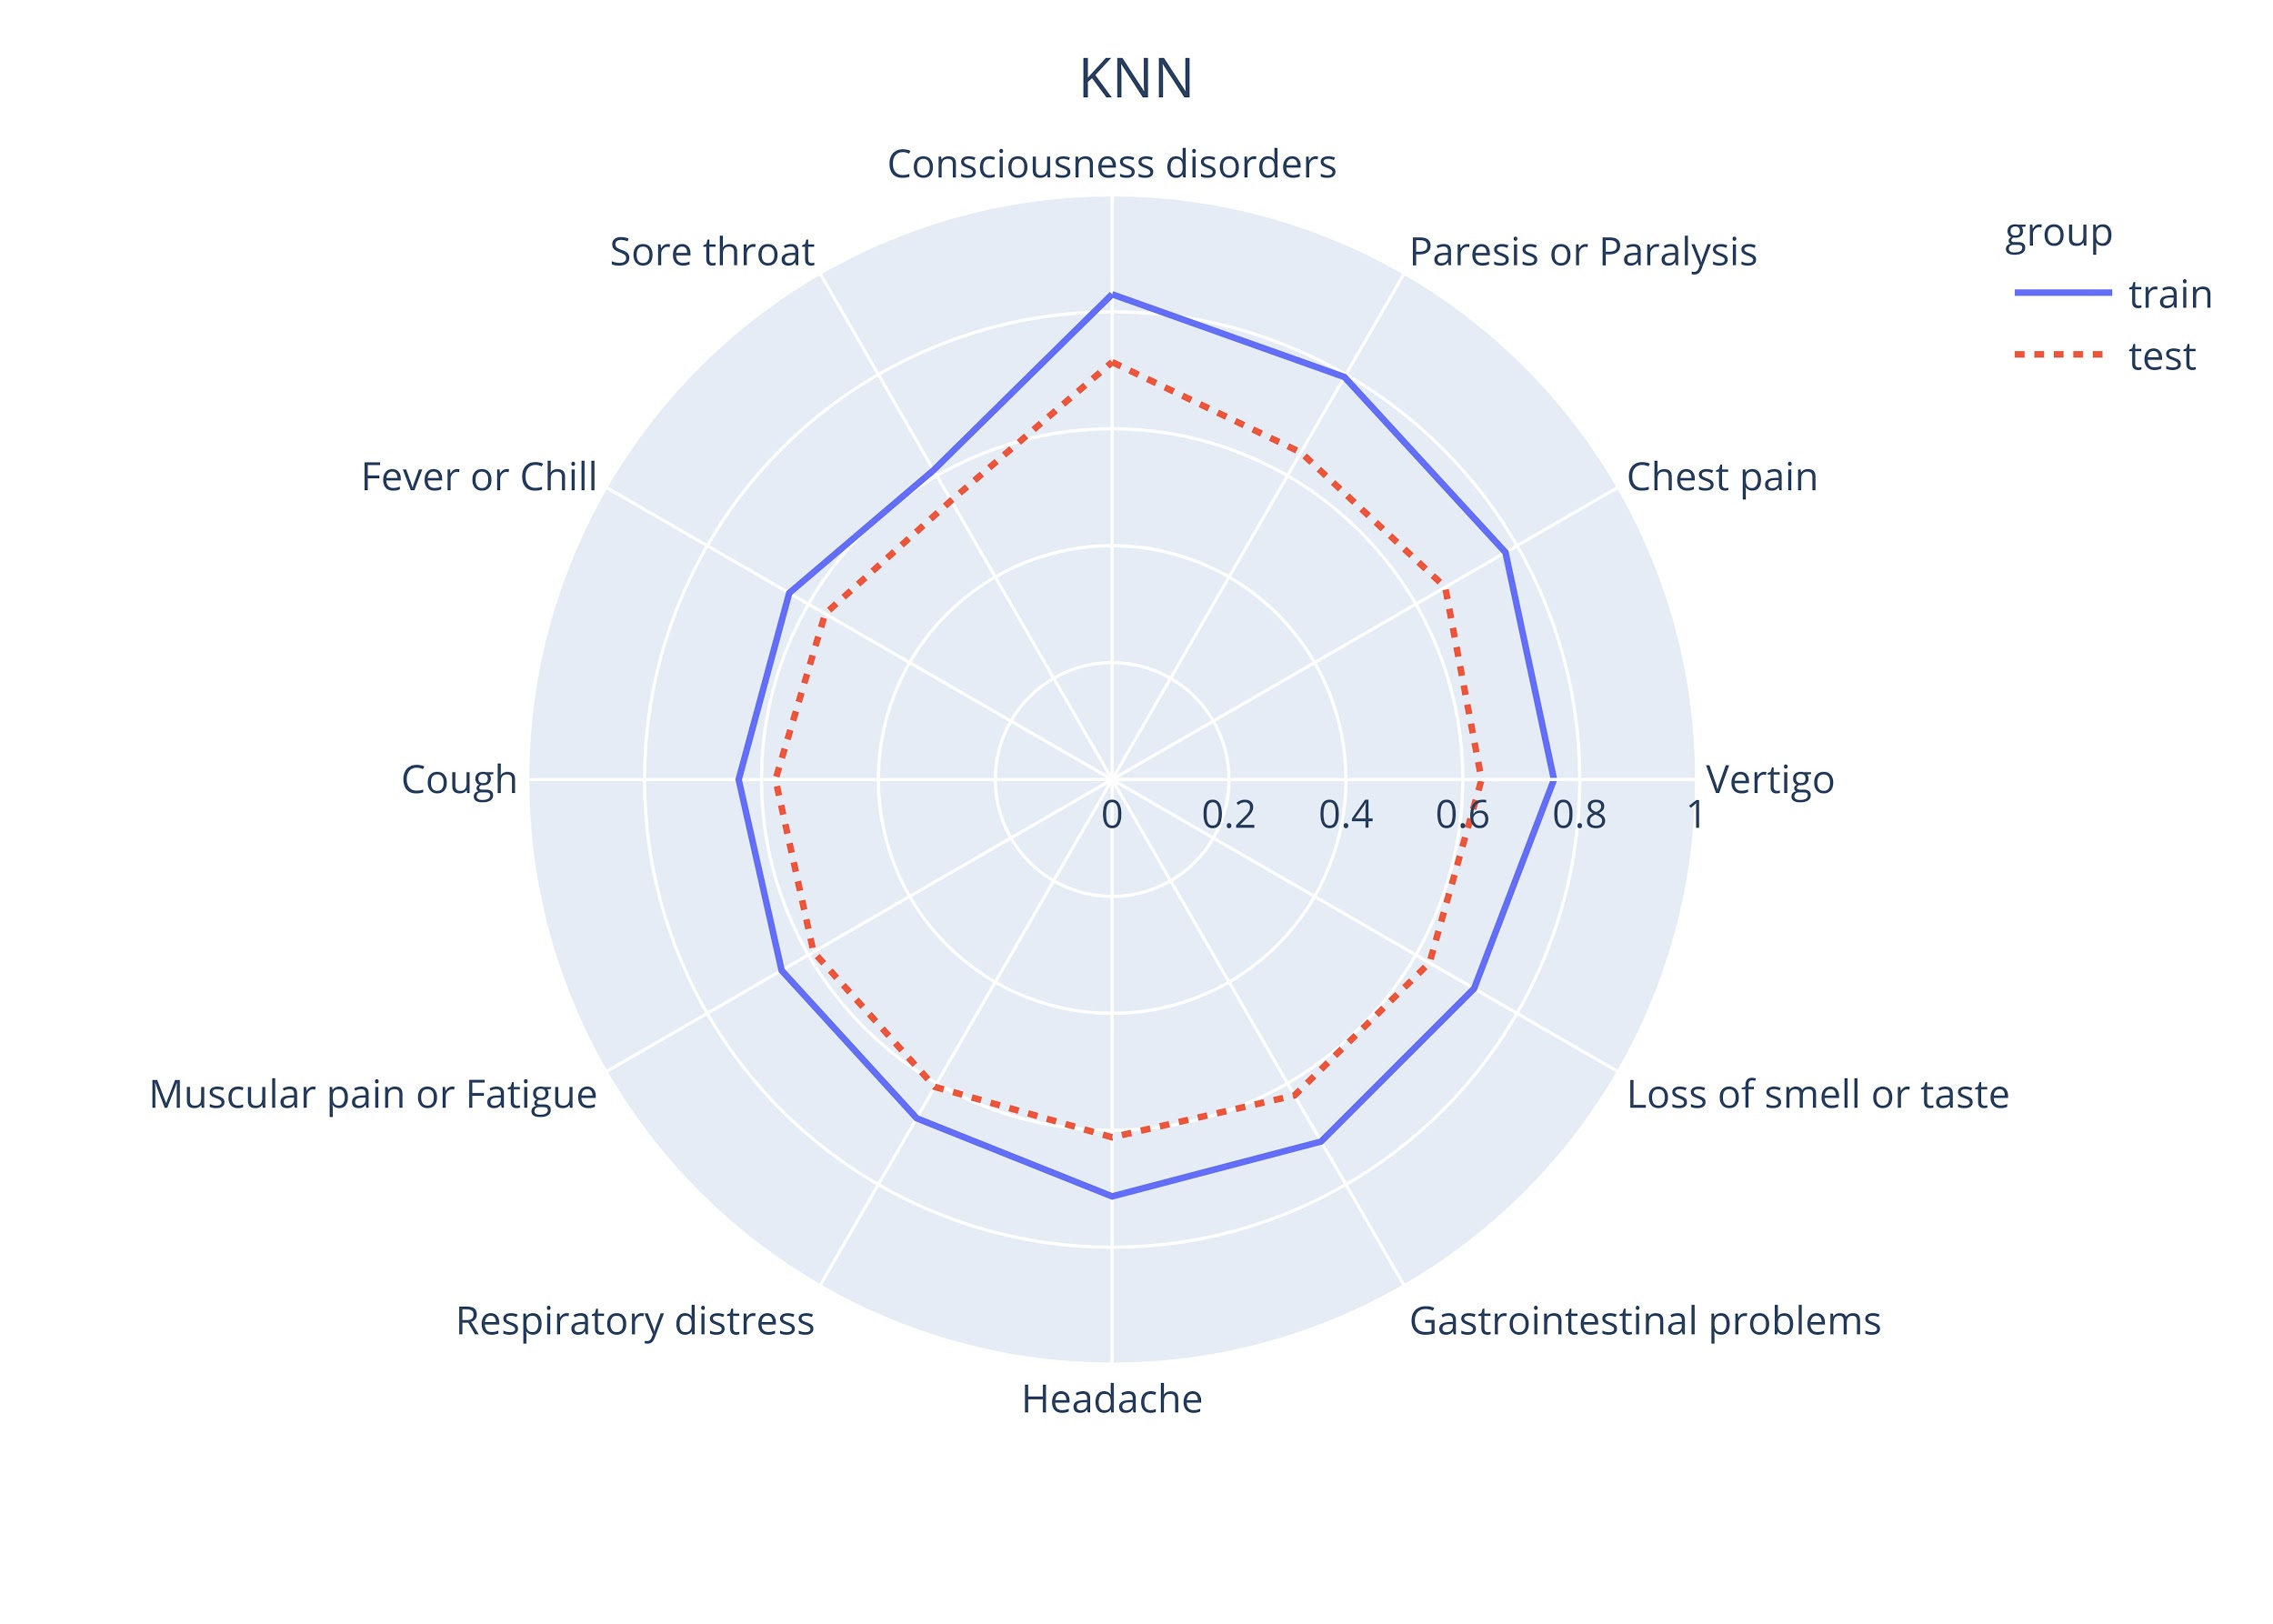 KNN
Consciousness disorders
Sore throat
Paresis or Paralysis
group
train
test
Fever or Chill
Chest pain
Cough
Vertigo
0 0.2 0.4 0.6 0.8 1
Muscular pain or Fatigue
Loss of smell or taste
Respiratory distress
Gastrointestinal problems
Headache